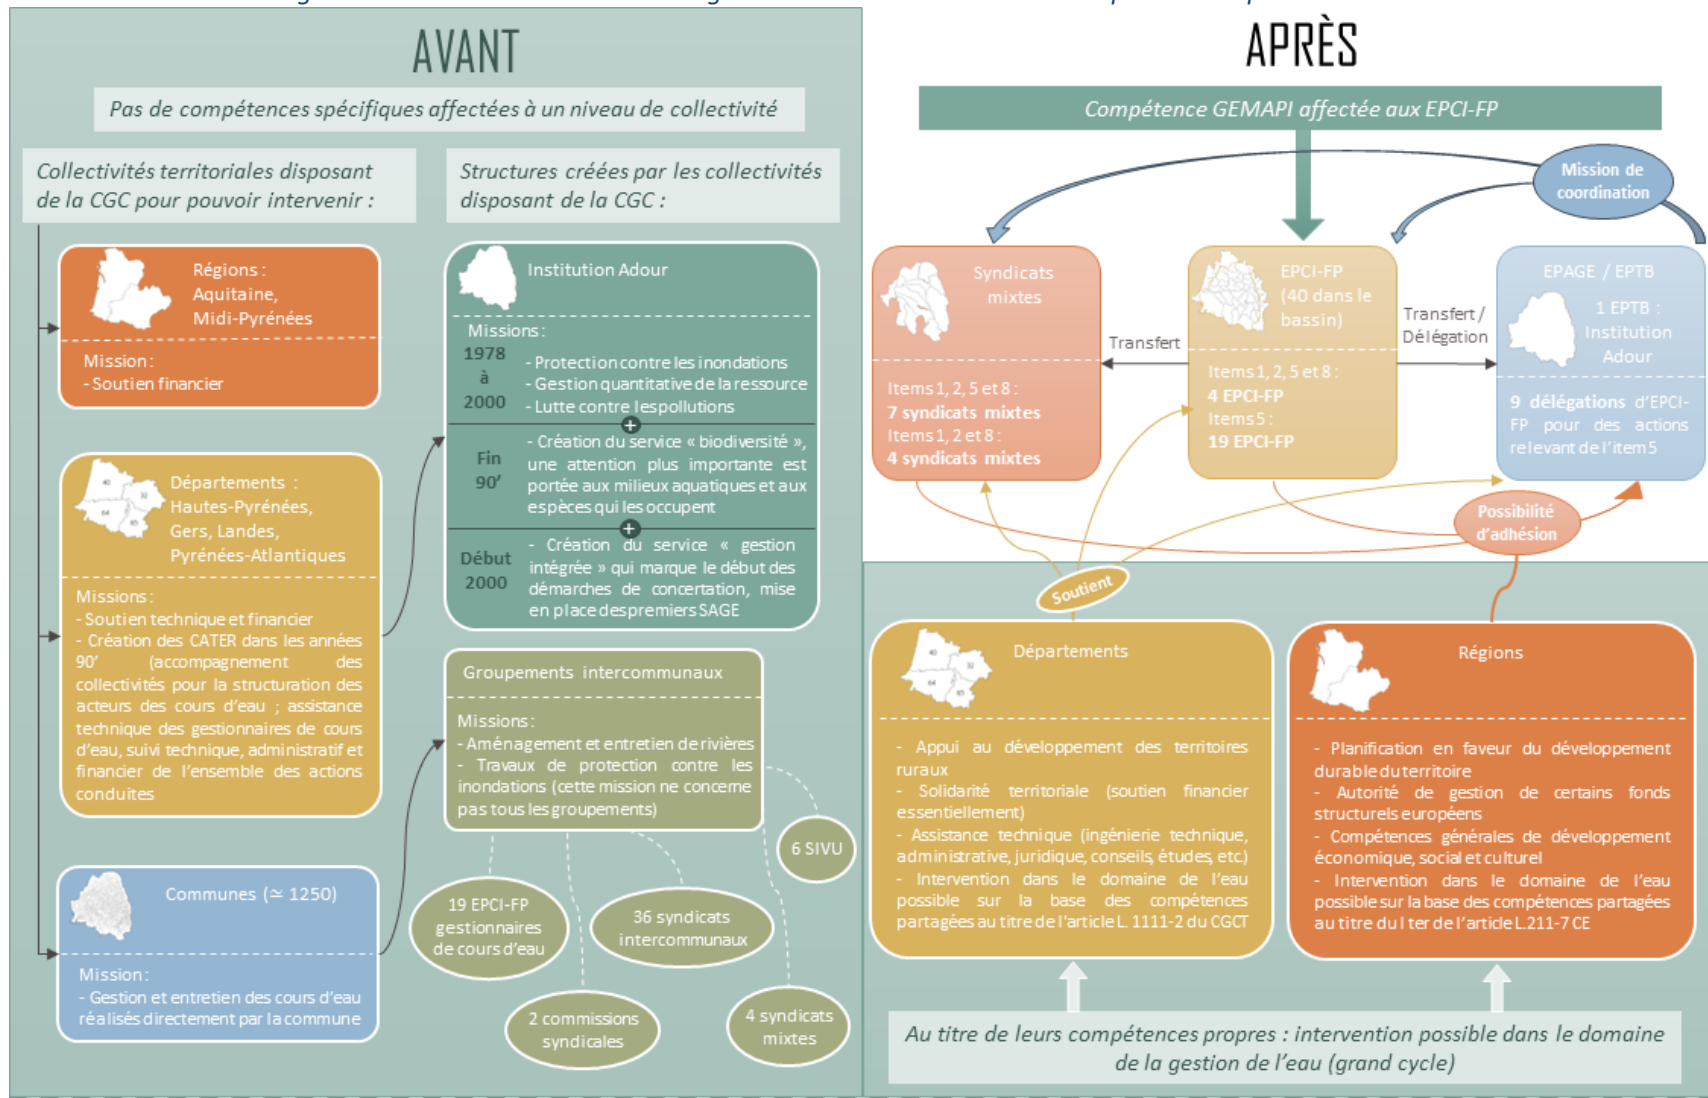 AVANT
Pas de compétences spécifiques affectées à un niveau de collectivité
Collectivités territoriales disposant
de la CGC pour pouvoir intervenir :
Régions :
Aquitaine,
Midi-Pyrénées
Mission :
- Soutien financier
40
32
64
65
Départements :
Hautes-Pyrénées,
Gers, Landes,
Pyrénées-Atlantiques
Missions :
- Soutien technique et financier
- Création des CATER dans les années
90' (accompagnement des
collectivités pour la structuration des
acteurs des cours d'eau ; assistance
technique des gestionnaires de cours
d'eau, suivi technique, administratif et
financier de l'ensemble des actions
conduites
Communes (≃ 1250)
Mission :
- Gestion et entretien des cours d'eau
réalisés directement par la commune
Structures créées par les collectivités
disposant de la CGC :
Institution Adour
Missions :
1978
à
2000
- Protection contre les inondations
- Gestion quantitative de la ressource
- Lutte contre les pollutions
+
Fin
90'
- Création du service « biodiversité »,
une attention plus importante est
portée aux milieux aquatiques et aux
espèces qui les occupent
+
Début
2000
- Création du service « gestion
intégrée » qui marque le début des
démarches de concertation, mise
en place des premiers SAGE
Groupements intercommunaux
Missions :
- Aménagement et entretien de rivières
- Travaux de protection contre les
inondations (cette mission ne concerne
pas tous les groupements)
6 SIVU
19 EPCI-FP
gestionnaires
de cours d'eau
36 syndicats
intercommunaux
2 commissions
syndicales
4 syndicats
mixtes
APRÈS
Compétence GEMAPI affectée aux EPCI-FP
Mission de
coordination
Syndicats
mixtes
Items 1, 2, 5 et 8 :
7 syndicats mixtes
Items 1, 2 et 8 :
4 syndicats mixtes
Transfert
EPCI-FP
(40 dans le
bassin)
Items 1, 2, 5 et 8 :
4 EPCI-FP
Items 5 :
19 EPCI-FP
Transfert /
Délégation
EPAGE / EPTB
1 EPTB :
Institution
Adour
9 délégations d'EPCI-
FP pour des actions
relevant de l'item 5
Possibilité
d'adhésion
Soutient
40
32
64
65
Départements
- Appui au développement des territoires
ruraux
- Solidarité territoriale (soutien financier
essentiellement)
- Assistance technique (ingénierie technique,
administrative, juridique, conseils, études, etc.)
- Intervention dans le domaine de l'eau
possible sur la base des compétences
partagées au titre de l'article L. 1111-2 du CGCT
Régions
- Planification en faveur du développement
durable du territoire
- Autorité de gestion de certains fonds
structurels européens
- Compétences générales de développement
économique, social et culturel
- Intervention dans le domaine de l'eau
possible sur la base des compétences partagées
au titre du I ter de l'article L.211-7 CE
Au titre de leurs compétences propres : intervention possible dans le domaine
de la gestion de l'eau (grand cycle)